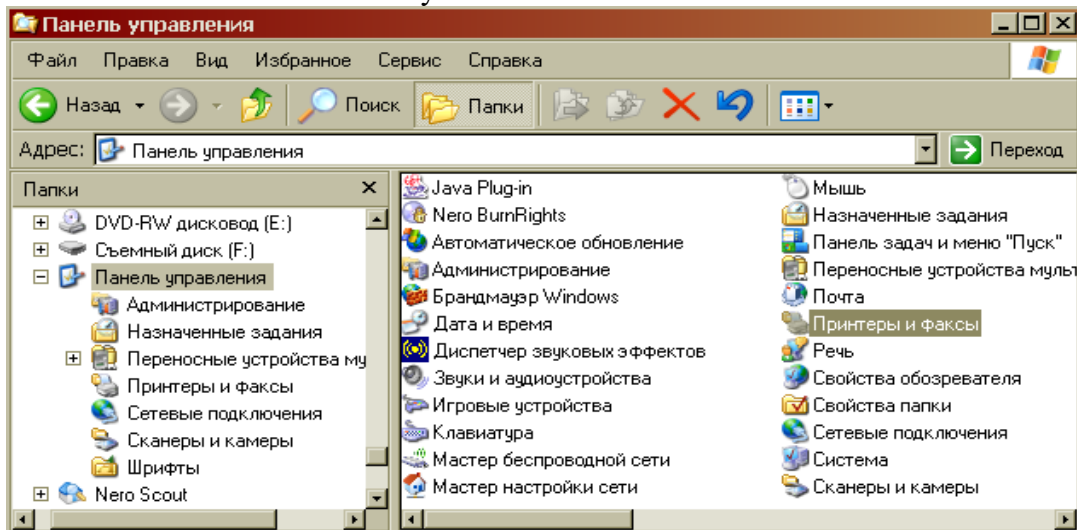 Панель управления
Файл Правка Вид Избранное Сервис Справка
Назад Поиск Папки
Адрес: Панель управления Переход
Папки
DVD-RW дисковод (E:)
Съемный диск (F:)
Панель управления
Администрирование
Назначенные задания
Переносные устройства му
Принтеры и факсы
Сетевые подключения
Сканеры и камеры
Шрифты
Nero Scout
Java Plug-in
Nero BurnRights
Автоматическое обновление
Администрирование
Брандмауэр Windows
Дата и время
Диспетчер звуковых эффектов
Звуки и аудиоустройства
Игровые устройства
Клавиатура
Мастер беспроводной сети
Мастер настройки сети
Мышь
Назначенные задания
Панель задач и меню "Пуск"
Переносные устройства мульт
Почта
Принтеры и факсы
Речь
Свойства обозревателя
Свойства папки
Сетевые подключения
Система
Сканеры и камеры